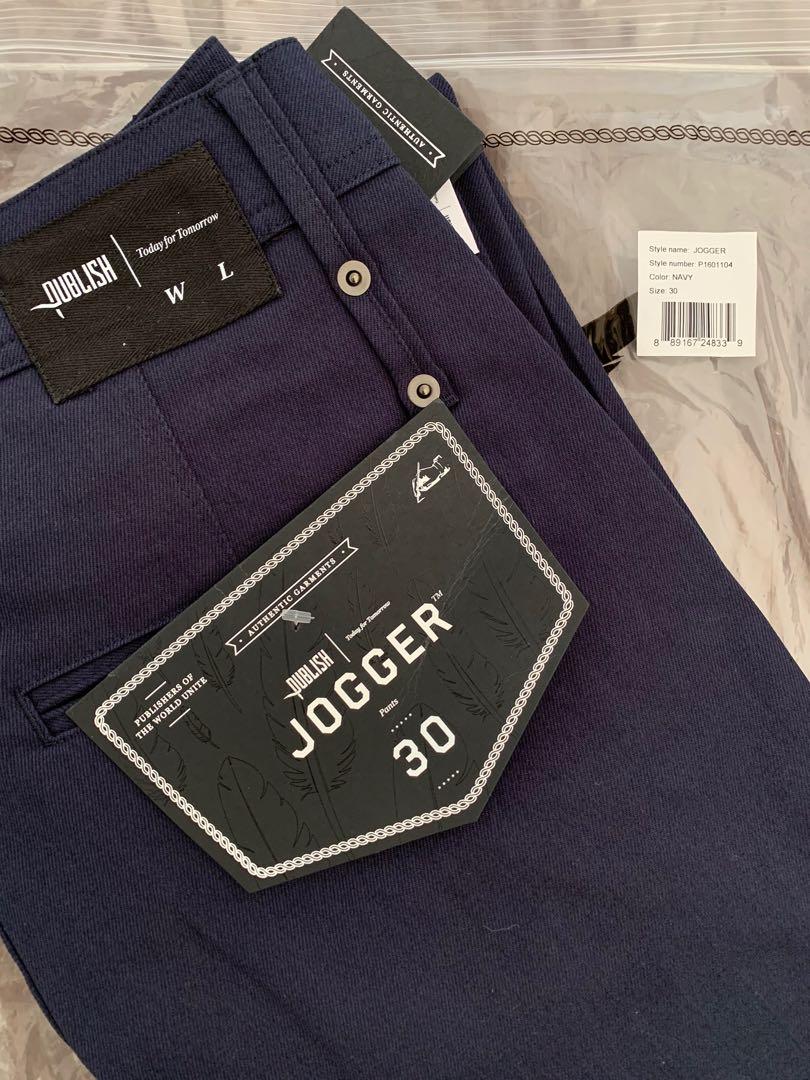 AUTHENTIC GARMENTS
PUBLISH
Today for Tomorrow
W L
Style name: JOGGER
Style number: P1601104
Color: NAVY
Size: 30
8 89167 24833 9
AUTHENTIC GARMENTS
PUBLISH
Today for Tomorrow
JOGGER™
Pants
30
PUBLISHERS OF
THE WORLD UNITE